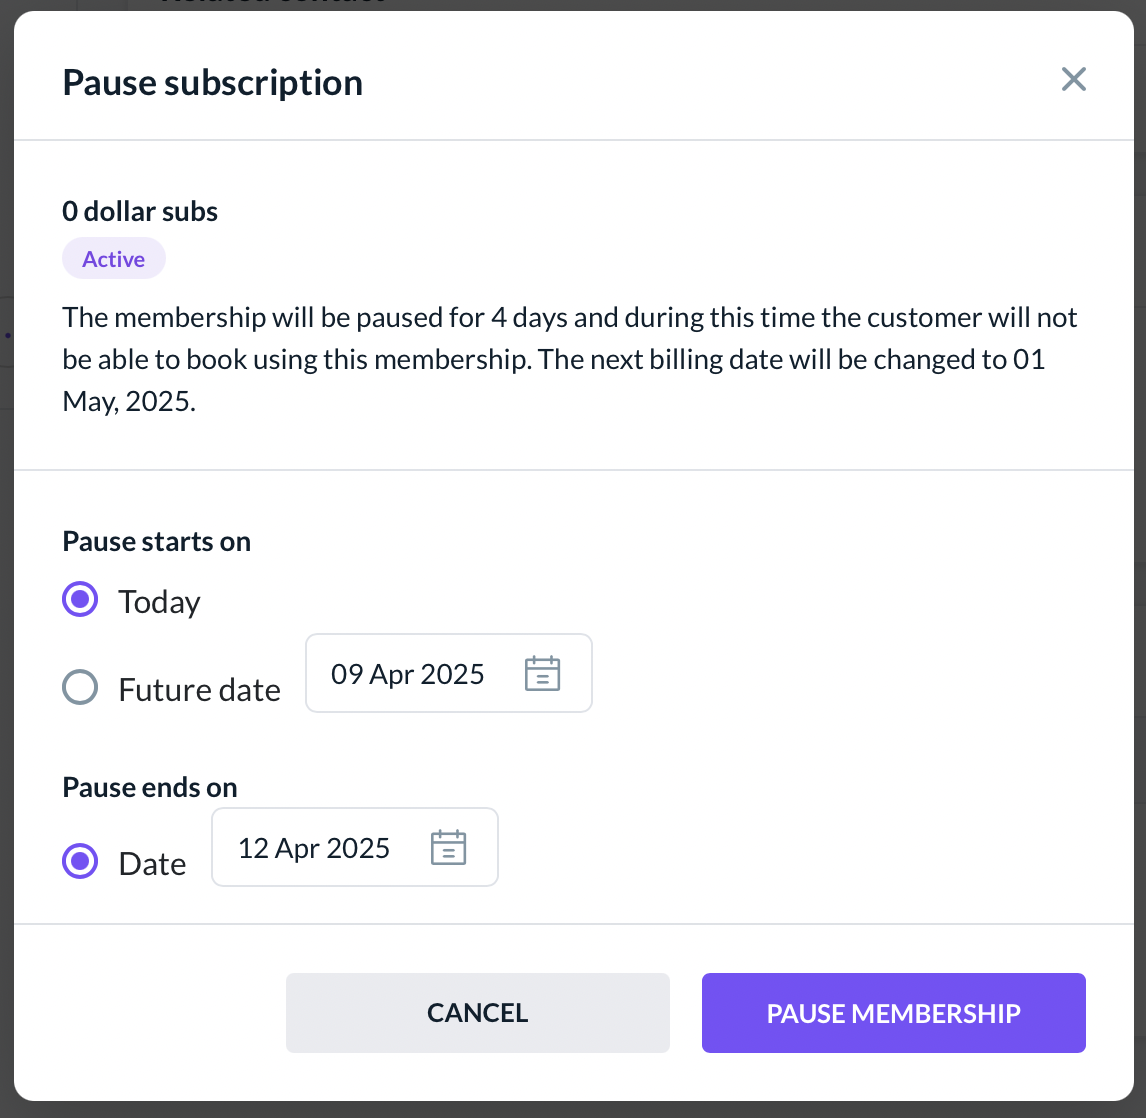 Pause subscription
0 dollar subs
Active
The membership will be paused for 4 days and during this time the customer will not
be able to book using this membership. The next billing date will be changed to 01
May, 2025.
Pause starts on
Today
Future date
09 Apr 2025
Pause ends on
Date
12 Apr 2025
CANCEL
PAUSE MEMBERSHIP